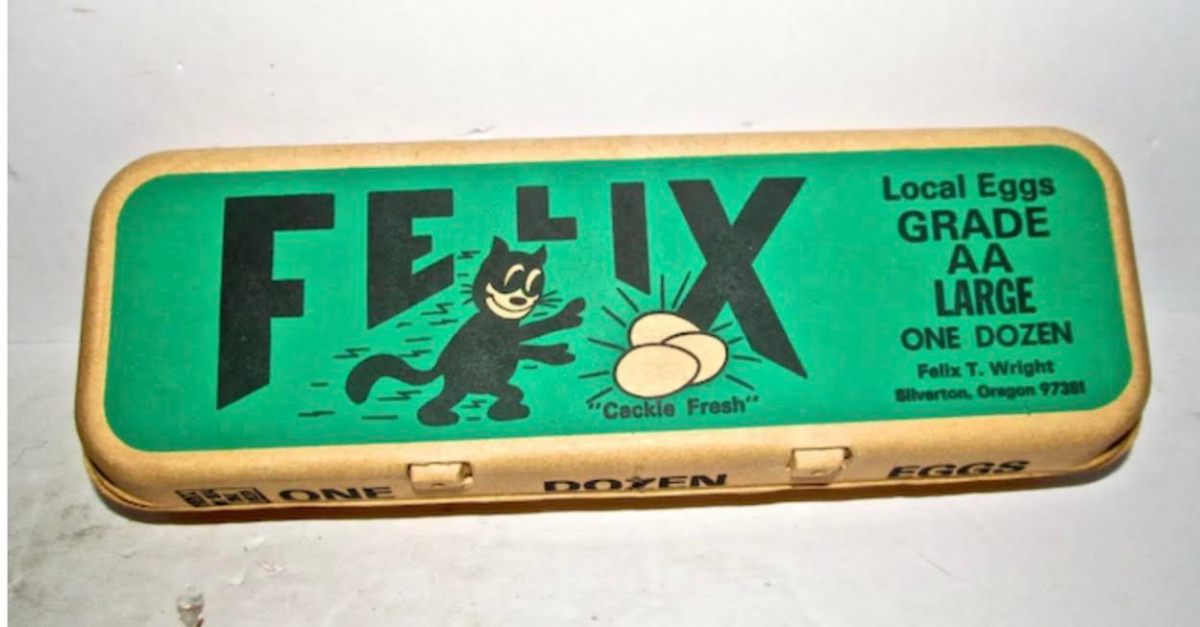 FELIX
"Cackle Fresh"
Local Eggs
GRADE
AA
LARGE
ONE DOZEN
Felix T. Wright
Silverton, Oregon 97381
ONE DOZEN EGGS